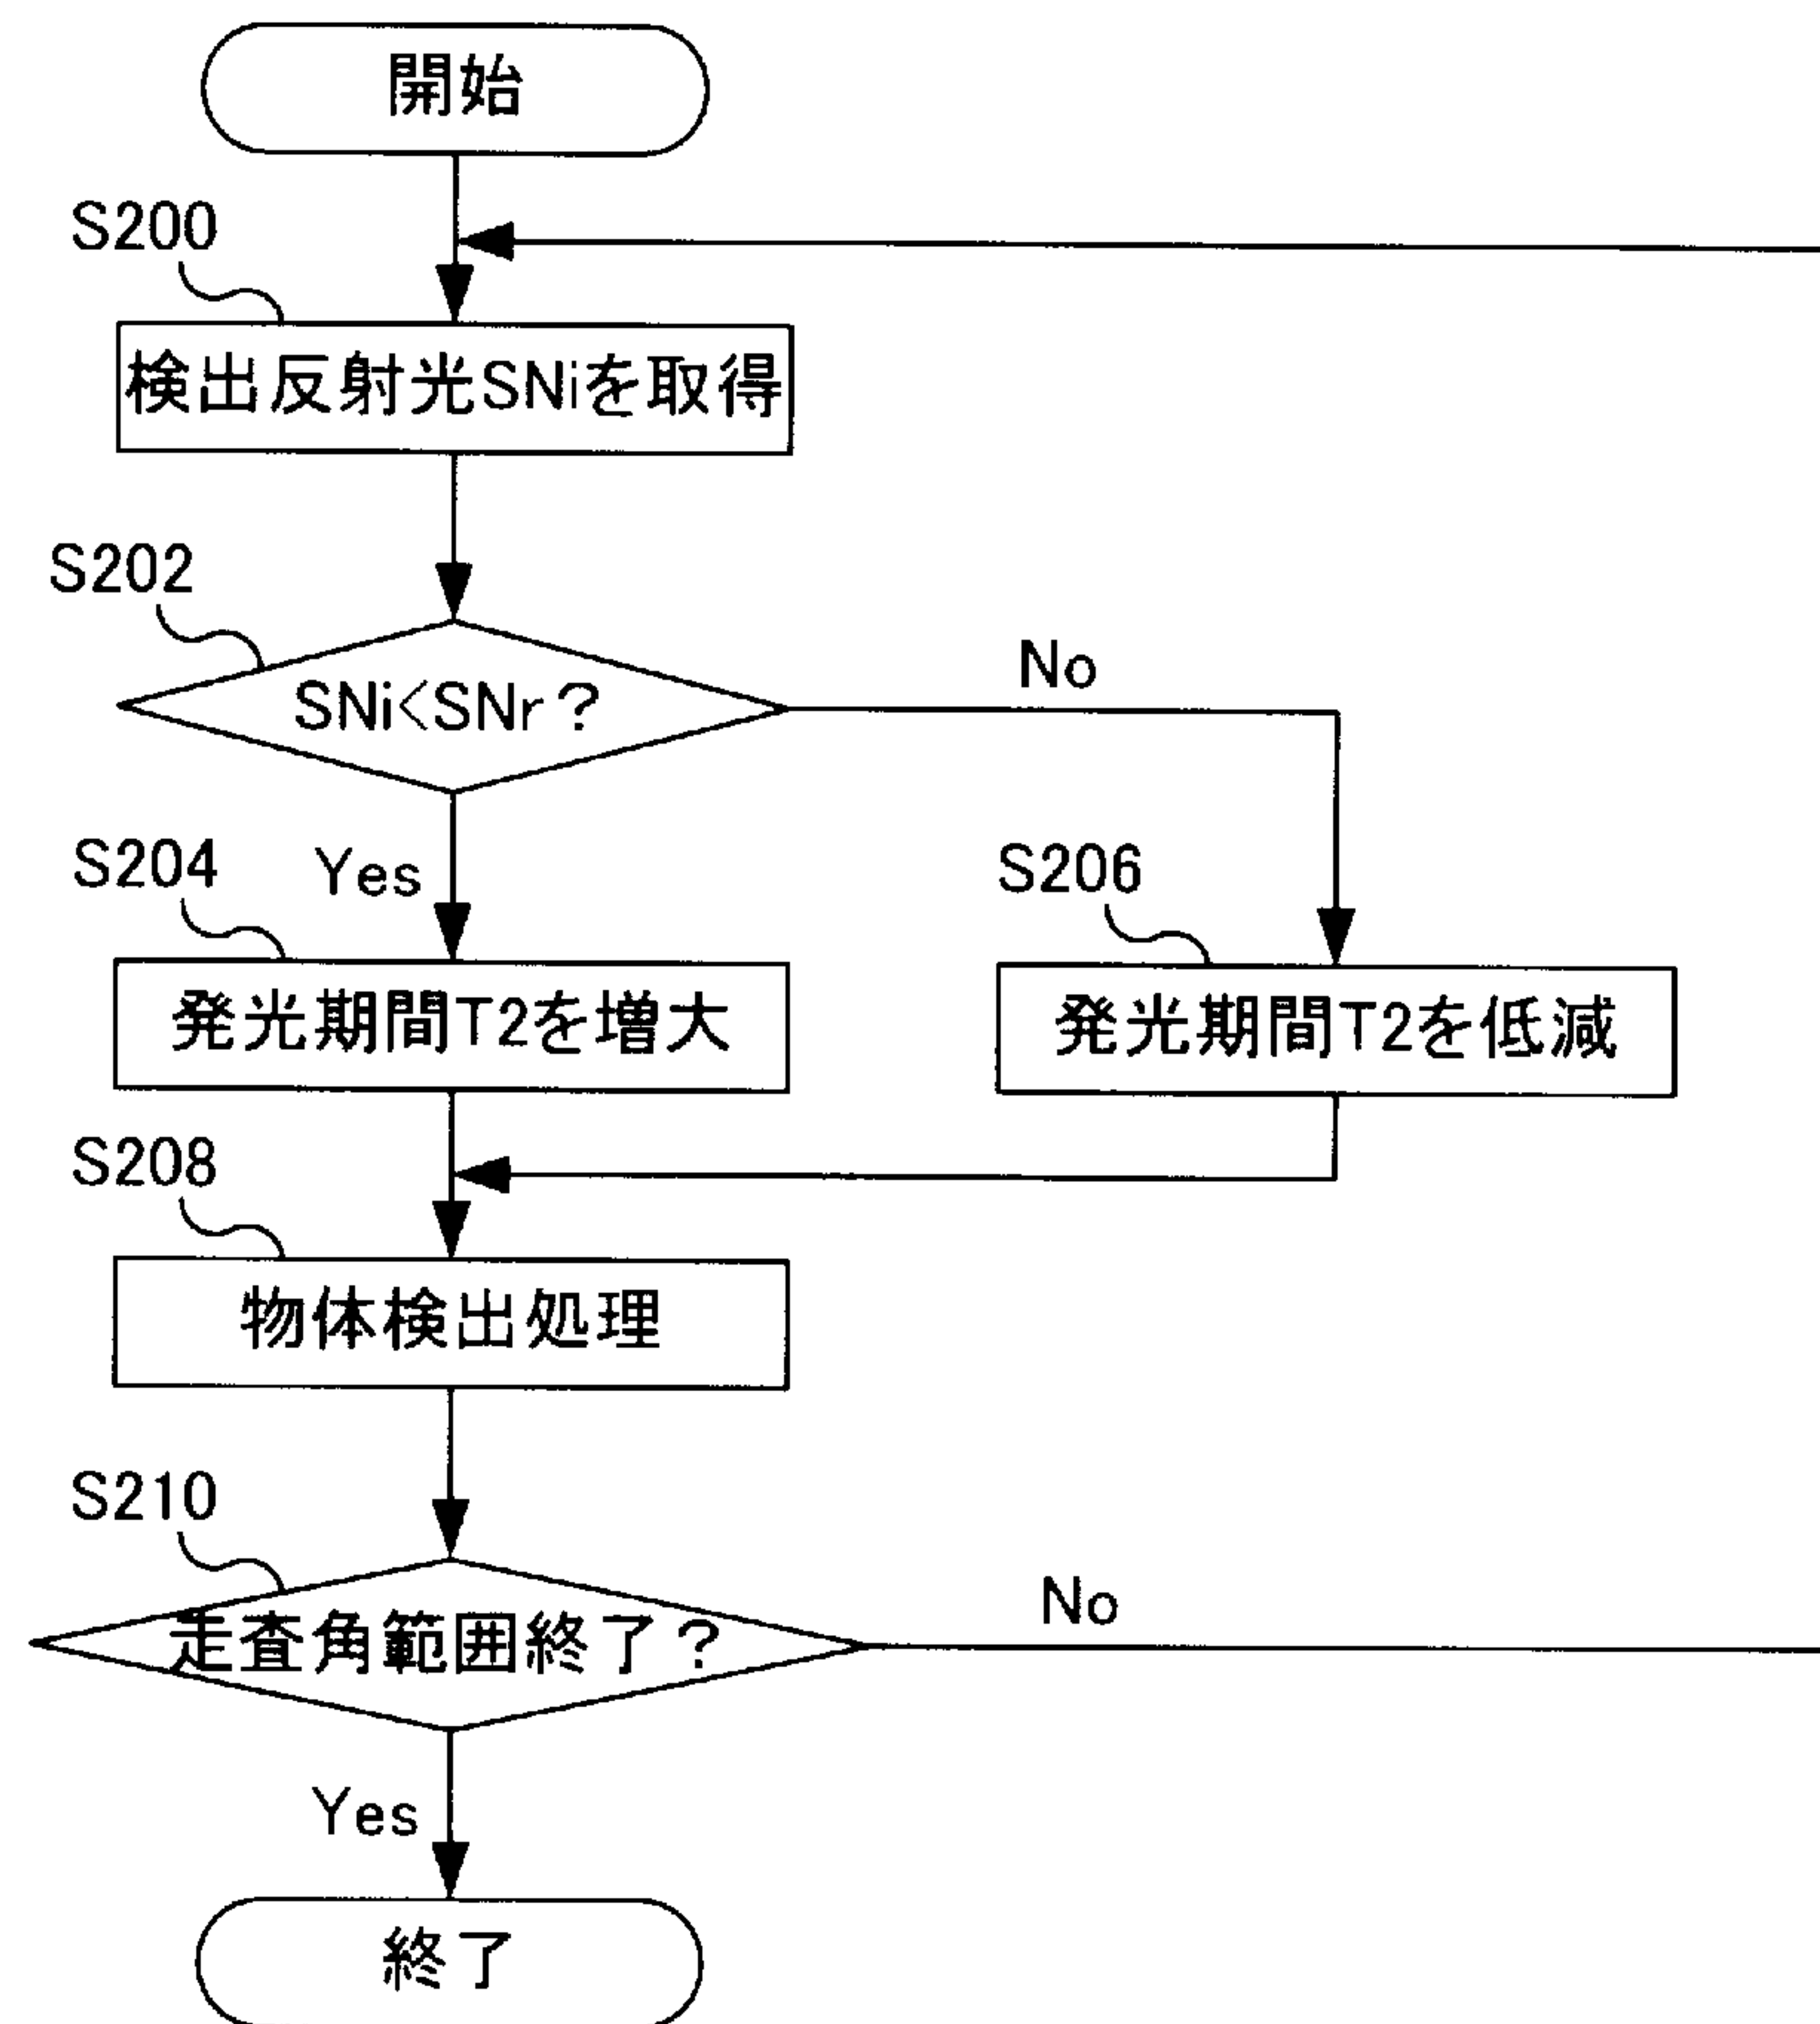 開始
S200
検出反射光SNiを取得
S202
SNi<SNr?
No
S204
Yes
S206
発光期間T2を増大
発光期間T2を低減
S208
物体検出処理
S210
走査角範囲終了?
No
Yes
終了